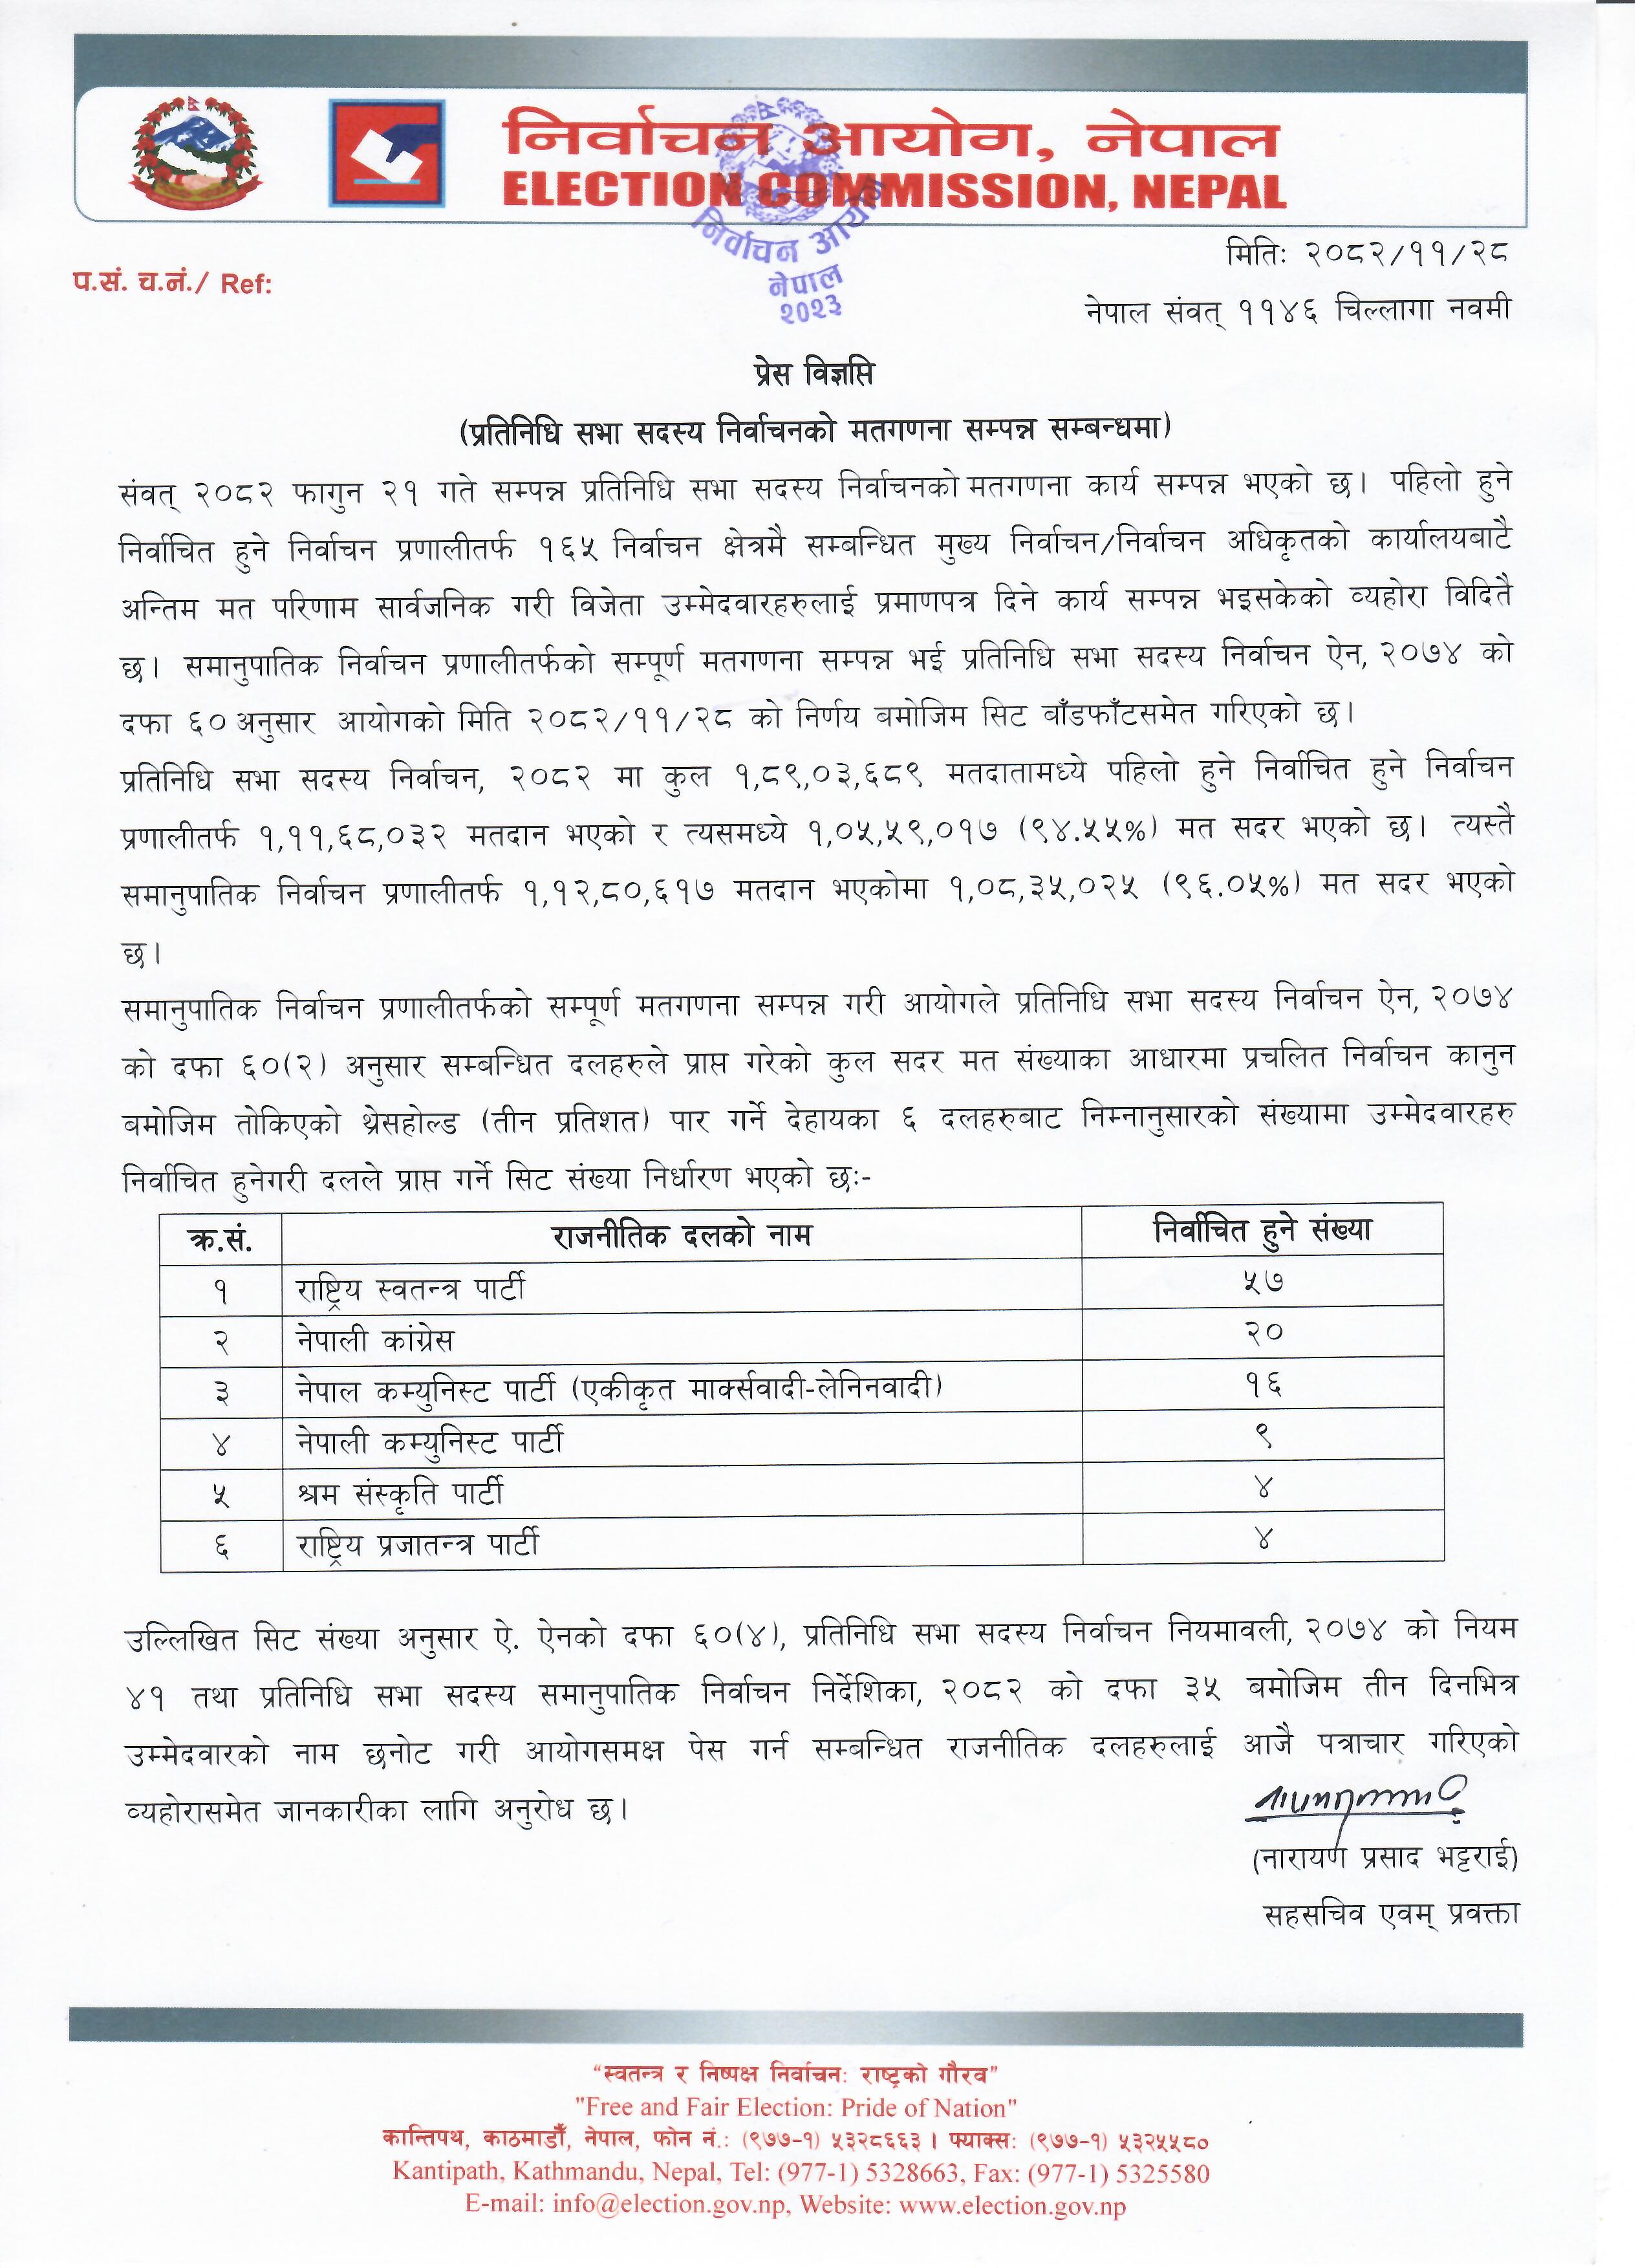 निर्वाचन आयोग, नेपाल
ELECTION COMMISSION, NEPAL
निर्वाचन आयोग
नेपाल
२०२३
मितिः २०८२/११/२८
प.सं. च.नं./ Ref:
नेपाल संवत् ११४६ चिल्लागा नवमी
प्रेस विज्ञप्ति
(प्रतिनिधि सभा सदस्य निर्वाचनको मतगणना सम्पन्न सम्बन्धमा)
संवत् २०८२ फागुन २१ गते सम्पन्न प्रतिनिधि सभा सदस्य निर्वाचनको मतगणना कार्य सम्पन्न भएको छ। पहिलो हुने
निर्वाचित हुने निर्वाचन प्रणालीतर्फ १६५ निर्वाचन क्षेत्रमै सम्बन्धित मुख्य निर्वाचन/निर्वाचन अधिकृतको कार्यालयबाटै
अन्तिम मत परिणाम सार्वजनिक गरी विजेता उम्मेदवारहरुलाई प्रमाणपत्र दिने कार्य सम्पन्न भइसकेको व्यहोरा विदितै
छ। समानुपातिक निर्वाचन प्रणालीतर्फको सम्पूर्ण मतगणना सम्पन्न भई प्रतिनिधि सभा सदस्य निर्वाचन ऐन, २०७४ को
दफा ६० अनुसार आयोगको मिति २०८२/११/२८ को निर्णय बमोजिम सिट बाँडफाँटसमेत गरिएको छ।
प्रतिनिधि सभा सदस्य निर्वाचन, २०८२ मा कुल १,८९,०३,६८९ मतदातामध्ये पहिलो हुने निर्वाचित हुने निर्वाचन
प्रणालीतर्फ १,११,६८,०३२ मतदान भएको र त्यसमध्ये १,०५,५९,०१७ (९४.५५%) मत सदर भएको छ। त्यस्तै
समानुपातिक निर्वाचन प्रणालीतर्फ १,१२,८०,६१७ मतदान भएकोमा १,०८,३५,०२५ (९६.०५%) मत सदर भएको
छ।
समानुपातिक निर्वाचन प्रणालीतर्फको सम्पूर्ण मतगणना सम्पन्न गरी आयोगले प्रतिनिधि सभा सदस्य निर्वाचन ऐन, २०७४
को दफा ६०(२) अनुसार सम्बन्धित दलहरुले प्राप्त गरेको कुल सदर मत संख्याका आधारमा प्रचलित निर्वाचन कानुन
बमोजिम तोकिएको थ्रेसहोल्ड (तीन प्रतिशत) पार गर्ने देहायका ६ दलहरुबाट निम्नानुसारको संख्यामा उम्मेदवारहरु
निर्वाचित हुनेगरी दलले प्राप्त गर्ने सिट संख्या निर्धारण भएको छः-
क्र.सं. राजनीतिक दलको नाम निर्वाचित हुने संख्या
१ राष्ट्रिय स्वतन्त्र पार्टी ५७
२ नेपाली कांग्रेस २०
३ नेपाल कम्युनिस्ट पार्टी (एकीकृत मार्क्सवादी-लेनिनवादी) १६
४ नेपाली कम्युनिस्ट पार्टी ९
५ श्रम संस्कृति पार्टी ४
६ राष्ट्रिय प्रजातन्त्र पार्टी ४
उल्लिखित सिट संख्या अनुसार ऐ. ऐनको दफा ६०(४), प्रतिनिधि सभा सदस्य निर्वाचन नियमावली, २०७४ को नियम
४१ तथा प्रतिनिधि सभा सदस्य समानुपातिक निर्वाचन निर्देशिका, २०८२ को दफा ३५ बमोजिम तीन दिनभित्र
उम्मेदवारको नाम छनोट गरी आयोगसमक्ष पेस गर्न सम्बन्धित राजनीतिक दलहरुलाई आजै पत्राचार गरिएको
व्यहोरासमेत जानकारीका लागि अनुरोध छ।
(नारायण प्रसाद भट्टराई)
सहसचिव एवम् प्रवक्ता
“स्वतन्त्र र निष्पक्ष निर्वाचनः राष्ट्रको गौरव”
"Free and Fair Election: Pride of Nation"
कान्तिपथ, काठमाडौँ, नेपाल, फोन नं.: (९७७-१) ५३२८६६३ । फ्याक्सः (९७७-१) ५३२५५८०
Kantipath, Kathmandu, Nepal, Tel: (977-1) 5328663, Fax: (977-1) 5325580
E-mail: info@election.gov.np, Website: www.election.gov.np